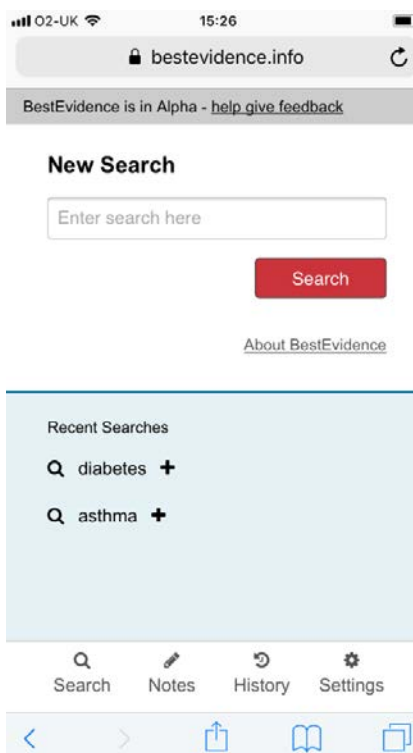 O2-UK 15:26
bestevidence.info
BestEvidence is in Alpha - help give feedback
New Search
Enter search here
Search
About BestEvidence
Recent Searches
diabetes
asthma
Search Notes History Settings